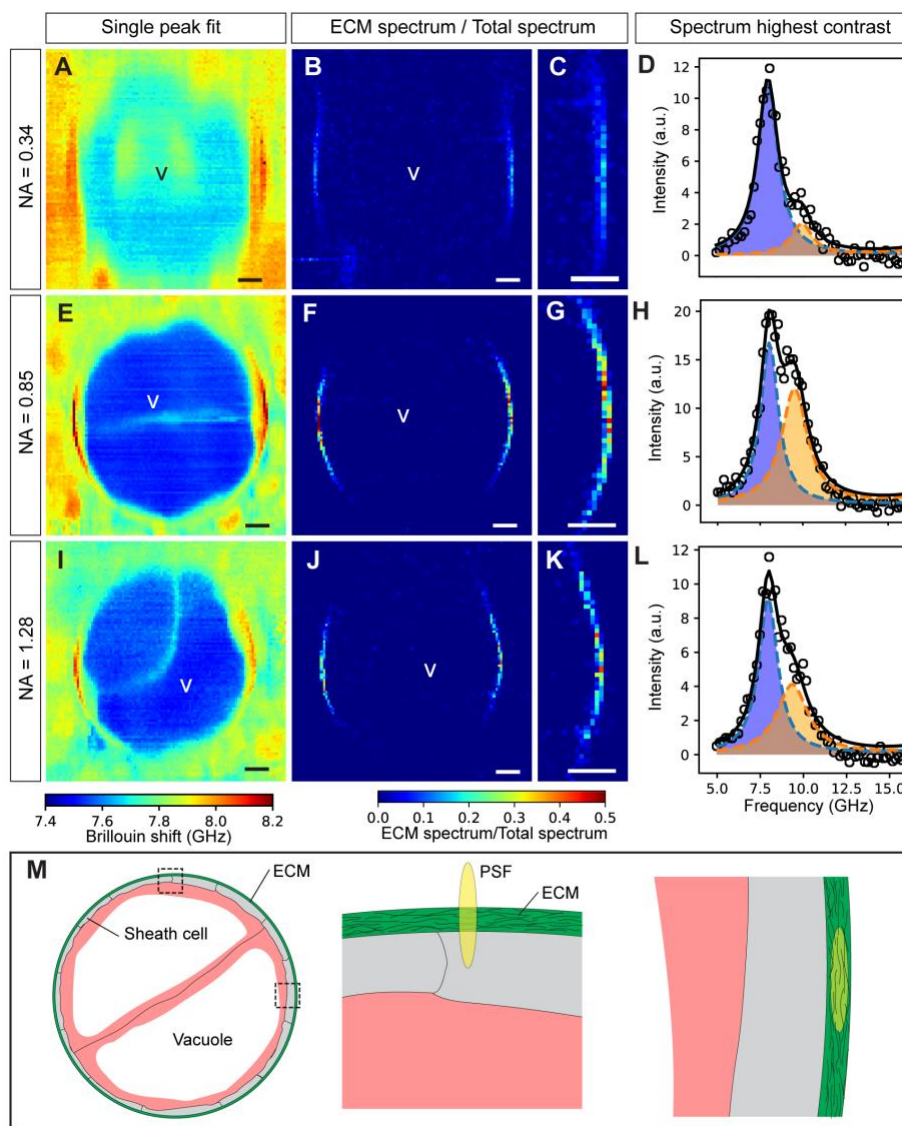 Single peak fit
ECM spectrum / Total spectrum
Spectrum highest contrast
NA = 0.34
A
V
B
V
C
D
Intensity (a.u.)
12
10
8
6
4
2
0
NA = 0.85
E
V
F
V
G
H
Intensity (a.u.)
20
15
10
5
0
NA = 1.28
I
V
J
V
K
L
Intensity (a.u.)
12
10
8
6
4
2
0
5.0 7.5 10.0 12.5 15.0
Frequency (GHz)
7.4 7.6 7.8 8.0 8.2
Brillouin shift (GHz)
0.0 0.1 0.2 0.3 0.4 0.5
ECM spectrum/Total spectrum
M
ECM
Sheath cell
Vacuole
PSF
ECM